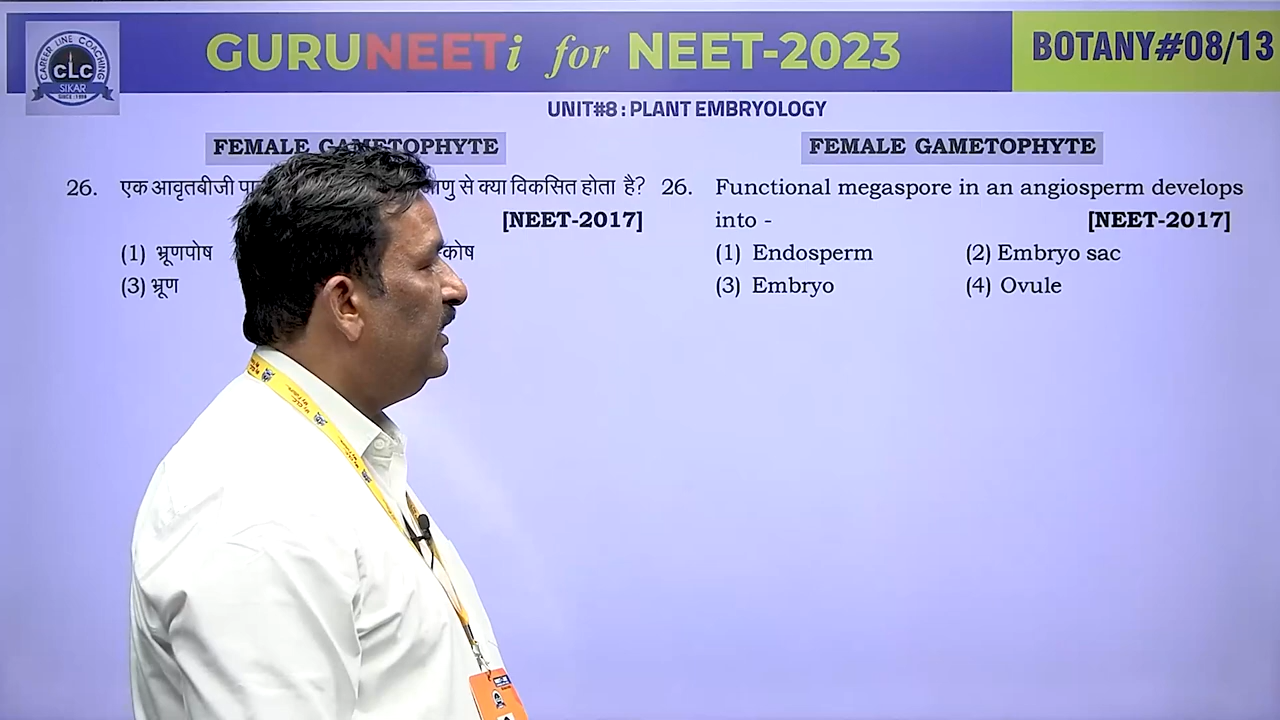 GURUNEETi for NEET-2023
BOTANY#08/13
CAREER LINE COACHING
CLC
SIKAR
SINCE : 1996
UNIT#8 : PLANT EMBRYOLOGY
FEMALE GAMETOPHYTE
26. एक आवृतबीजी से क्या विकसित होता है?
[NEET-2017]
(1) भ्रूणपोष
(3) भ्रूण
FEMALE GAMETOPHYTE
26. Functional megaspore in an angiosperm develops
into - [NEET-2017]
(1) Endosperm (2) Embryo sac
(3) Embryo (4) Ovule